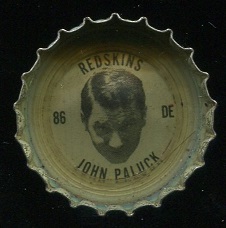 REDSKINS
86 DE
JOHN PALUCK